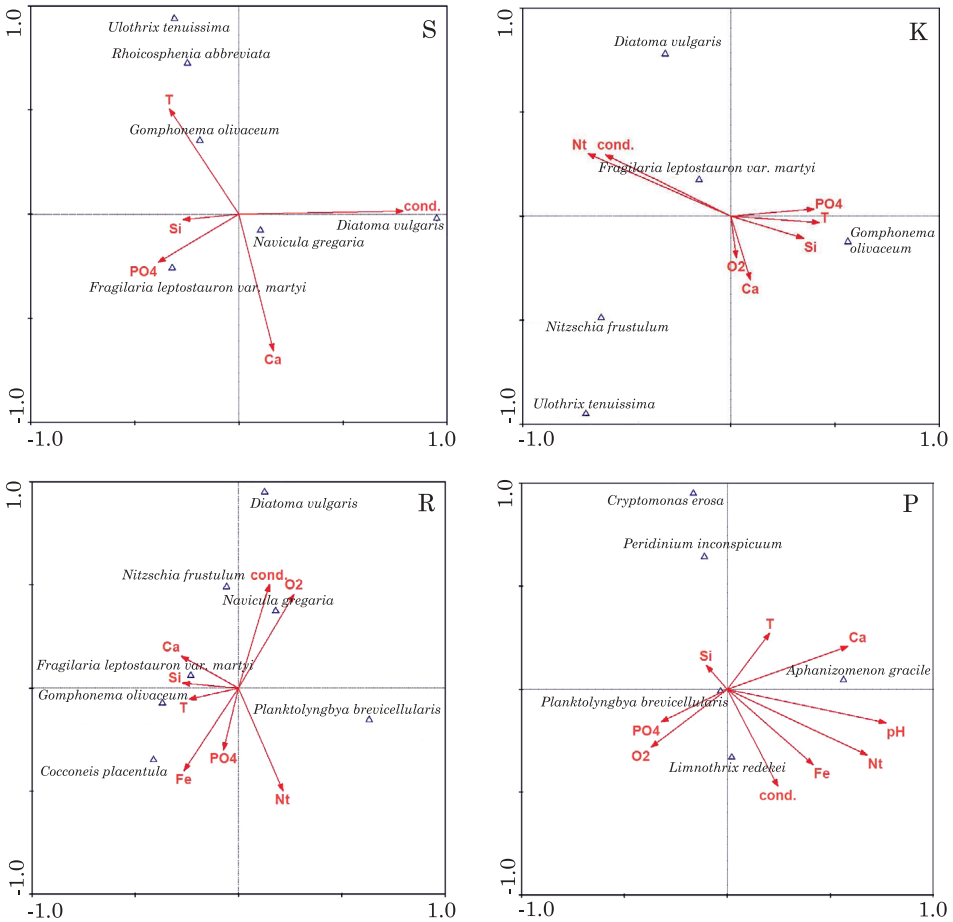 1.0
S
Ulothrix tenuissima
Rhoicosphenia abbreviata
T
Gomphonema olivaceum
cond.
Si
Diatoma vulgaris
Navicula gregaria
PO4
Fragilaria leptostauron var. martyi
Ca
-1.0
-1.0
1.0
1.0
K
Diatoma vulgaris
Nt cond.
Fragilaria leptostauron var. martyi
PO4
T
Gomphonema
olivaceum
Si
O2
Ca
Nitzschia frustulum
Ulothrix tenuissima
-1.0
-1.0
1.0
1.0
R
Diatoma vulgaris
Nitzschia frustulum
cond.
O2
Navicula gregaria
Ca
Fragilaria leptostauron var. martyi
Si
Gomphonema olivaceum
T
Planktolyngbya brevicellularis
PO4
Cocconeis placentula
Fe
Nt
-1.0
-1.0
1.0
1.0
P
Cryptomonas erosa
Peridinium inconspicuum
T
Ca
Si
Aphanizomenon gracile
Planktolyngbya brevicellularis
PO4
pH
O2
Limnothrix redekei
Fe
Nt
cond.
-1.0
-1.0
1.0